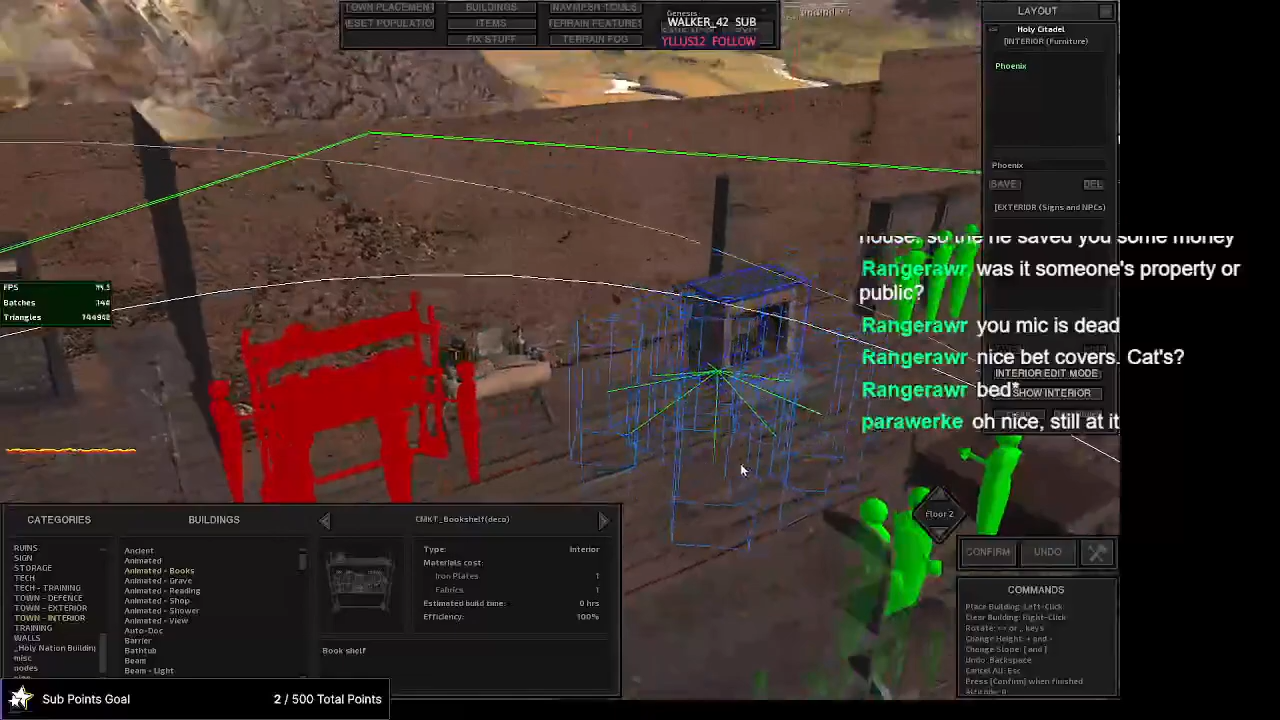 TOWN PLACEMENT
BUILDINGS
NAVMESH TOOLS
RESET POPULATION
ITEMS
TERRAIN FEATURES
FIX STUFF
TERRAIN FOG
Genesis
WALKER_42 SUB
YLLUS12 FOLLOW
LAYOUT
Holy Citadel
[INTERIOR (Furniture)
Phoenix
Phoenix
SAVE
DEL
[EXTERIOR (Signs and NPCs)
house, so the he saved you some money
Rangerawr, was it someone's property or
public?
Rangerawr you mic is dead
Rangerawr nice bet covers. Cat's?
INTERIOR EDIT MODE
Rangerawr bed*
SHOW INTERIOR
parawerke oh nice, still at it
FPS
Batches
Triangles
CATEGORIES
RUINS
SIGN
STORAGE
TECH
TECH - TRAINING
TOWN - DEFENCE
TOWN - EXTERIOR
TOWN - INTERIOR
TRAINING
WALLS
_Holy Nation Building
misc
nodes
BUILDINGS
Ancient
Animated
Animated - Books
Animated - Grave
Animated - Reading
Animated - Shop
Animated - Shower
Animated - View
Auto-Doc
Barrier
Bathtub
Beam
Beam - Light
CMKT_Bookshelf(deco)
Type: Interior
Materials cost:
Iron Plates 1
Fabrics 1
Estimated build time: 0 hrs
Efficiency: 100%
Book shelf
Floor 2
CONFIRM
UNDO
COMMANDS
Place Building: Left-Click
Clear Building: Right-Click
Rotate: < > or , . keys
Change Height: + and -
Change Slope: [ and ]
Undo: Backspace
Cancel All: Esc
Press [Confirm] when finished
Altitude: 0
Sub Points Goal
2 / 500 Total Points